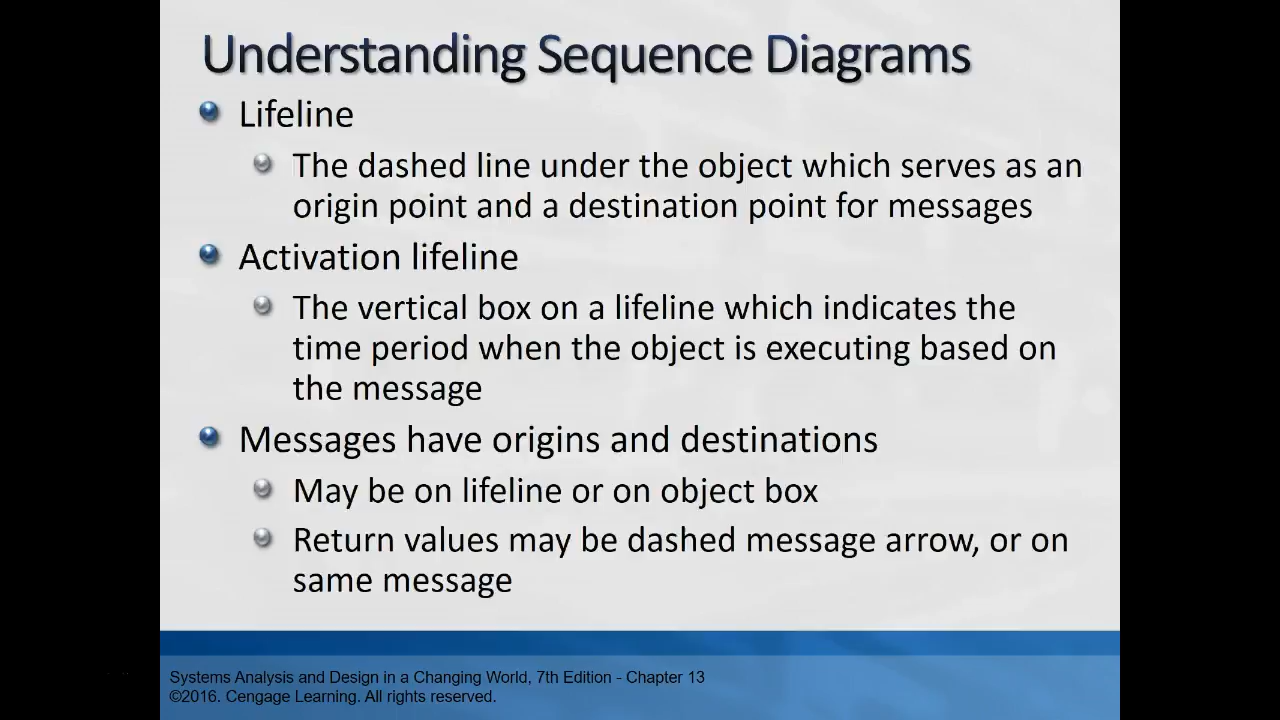 Understanding Sequence Diagrams
Lifeline
The dashed line under the object which serves as an
origin point and a destination point for messages
Activation lifeline
The vertical box on a lifeline which indicates the
time period when the object is executing based on
the message
Messages have origins and destinations
May be on lifeline or on object box
Return values may be dashed message arrow, or on
same message
Systems Analysis and Design in a Changing World, 7th Edition - Chapter 13
©2016. Cengage Learning. All rights reserved.